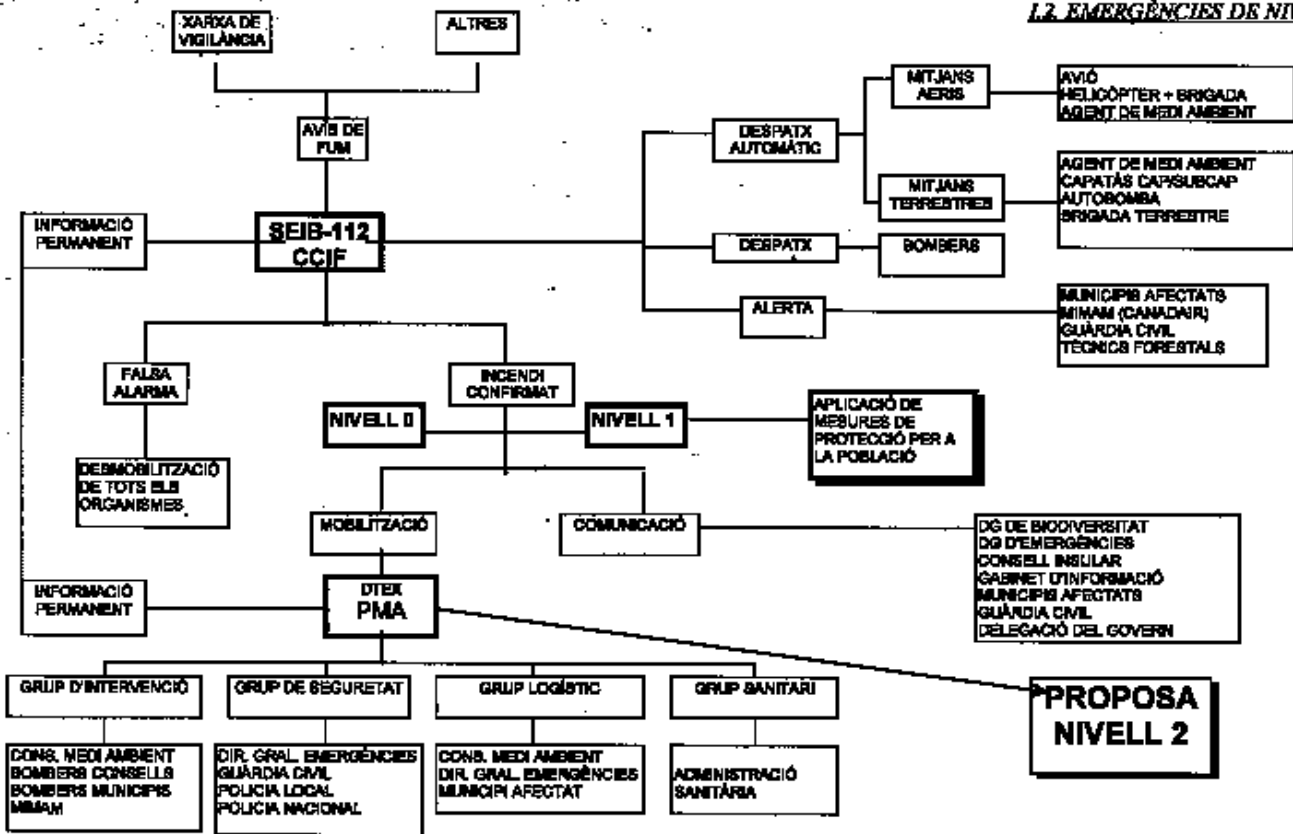 1.2. EMERGÈNCIES DE NIV
XARXA DE
VIGILÀNCIA
ALTRES
AVÍS DE
FUM
MITJANS
AERIS
AVIÓ
HELICÒPTER + BRIGADA
AGENT DE MEDI AMBIENT
DESPATX
AUTOMÀTIC
MITJANS
TERRESTRES
AGENT DE MEDI AMBIENT
CAPATÀS CAP/SUBCAP
AUTOBOMBA
BRIGADA TERRESTRE
INFORMACIÓ
PERMANENT
SEIB-112
CCIF
DESPATX
BOMBERS
ALERTA
MUNICIPIS AFECTATS
MIMAM (CANADAIR)
GUÀRDIA CIVIL
TÈCNICS FORESTALS
FALSA
ALARMA
INCENDI
CONFIRMAT
NIVELL 0
NIVELL 1
APLICACIÓ DE
MESURES DE
PROTECCIÓ PER A
LA POBLACIÓ
DESMOBILITZACIÓ
DE TOTS ELS
ORGANISMES
MOBILITZACIÓ
COMUNICACIÓ
DG DE BIODIVERSITAT
DG D'EMERGÈNCIES
CONSELL INSULAR
GABINET D'INFORMACIÓ
MUNICIPIS AFECTATS
GUÀRDIA CIVIL
DELEGACIÓ DEL GOVERN
INFORMACIÓ
PERMANENT
DTEX
PMA
GRUP D'INTERVENCIÓ
GRUP DE SEGURETAT
GRUP LOGÍSTIC
GRUP SANITARI
PROPOSA
NIVELL 2
CONS. MEDI AMBIENT
BOMBERS CONSELLS
BOMBERS MUNICIPIS
MIMAM
DIR. GRAL. EMERGÈNCIES
GUÀRDIA CIVIL
POLICIA LOCAL
POLICIA NACIONAL
CONS. MEDI AMBIENT
DIR. GRAL. EMERGÈNCIES
MUNICIPI AFECTAT
ADMINISTRACIÓ
SANITÀRIA